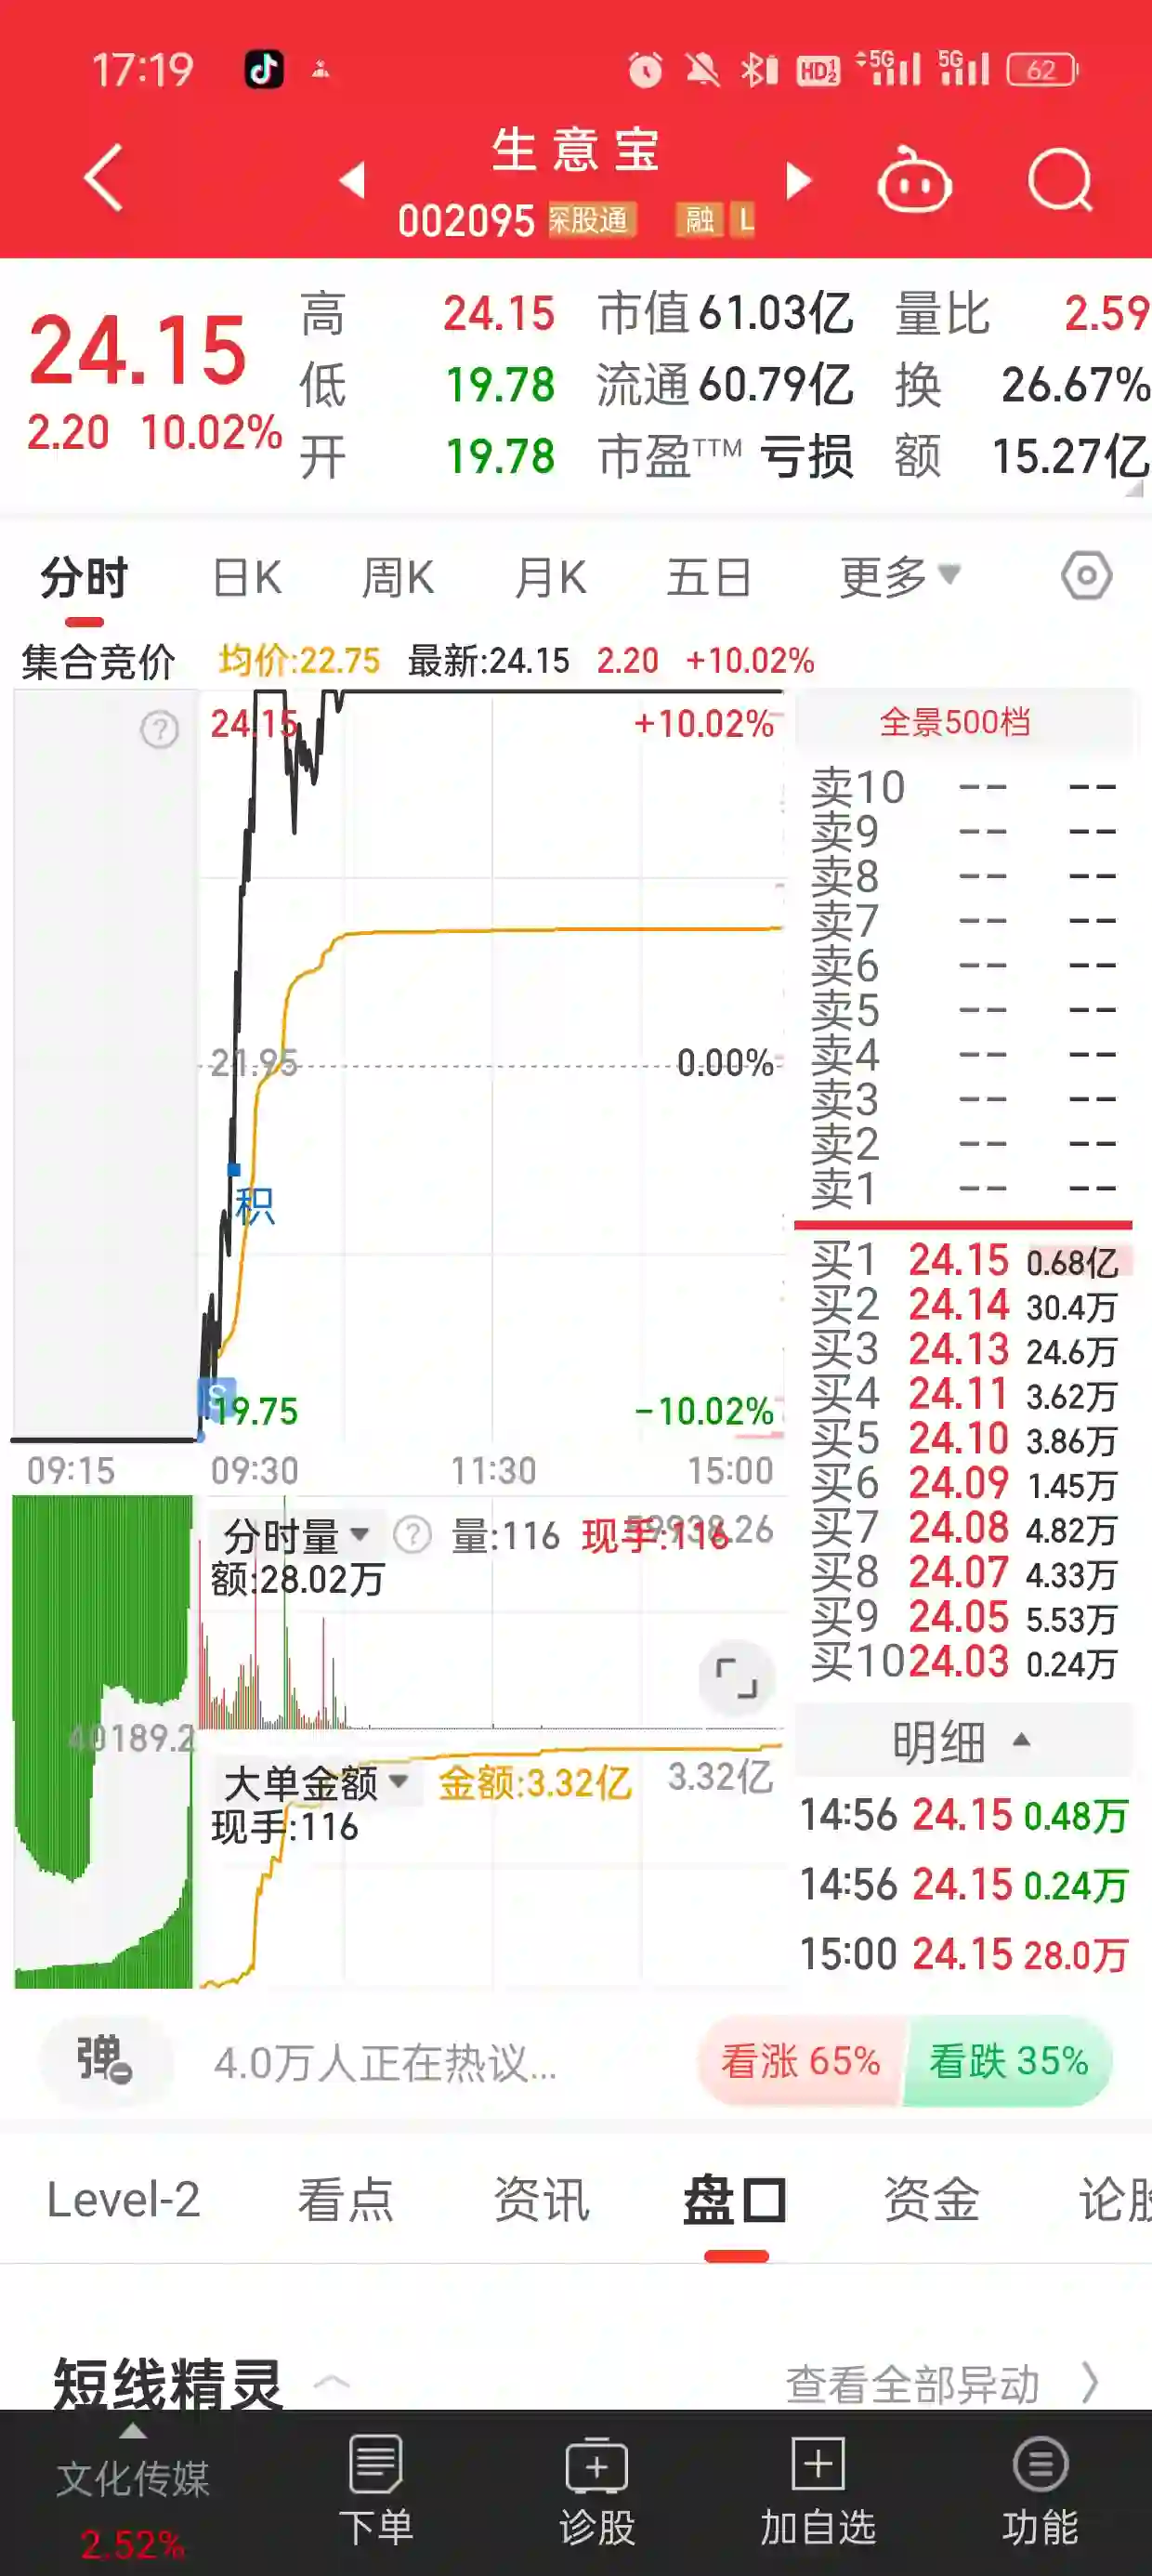 17:19 HD 5G 5G 62
生意宝
002095 深股通 融 L
24.15
2.20 10.02%
高 24.15 市值 61.03亿 量比 2.59
低 19.78 流通 60.79亿 换 26.67%
开 19.78 市盈TTM 亏损 额 15.27亿
分时 日K 周K 月K 五日 更多
集合竞价 均价:22.75 最新:24.15 2.20 +10.02%
24.15 +10.02%
21.95 0.00%
积
S
19.75 -10.02%
09:15 09:30 11:30 15:00
分时量 量:116 现手:116 59938.26
额:28.02万
40189.2
大单金额 金额:3.32亿 3.32亿
现手:116
全景500档
卖10 -- --
卖9 -- --
卖8 -- --
卖7 -- --
卖6 -- --
卖5 -- --
卖4 -- --
卖3 -- --
卖2 -- --
卖1 -- --
买1 24.15 0.68亿
买2 24.14 30.4万
买3 24.13 24.6万
买4 24.11 3.62万
买5 24.10 3.86万
买6 24.09 1.45万
买7 24.08 4.82万
买8 24.07 4.33万
买9 24.05 5.53万
买10 24.03 0.24万
明细
14:56 24.15 0.48万
14:56 24.15 0.24万
15:00 24.15 28.0万
弹 4.0万人正在热议... 看涨 65% 看跌 35%
Level-2 看点 资讯 盘口 资金 论股
短线精灵 查看全部异动
文化传媒 下单 诊股 加自选 功能
2.52%